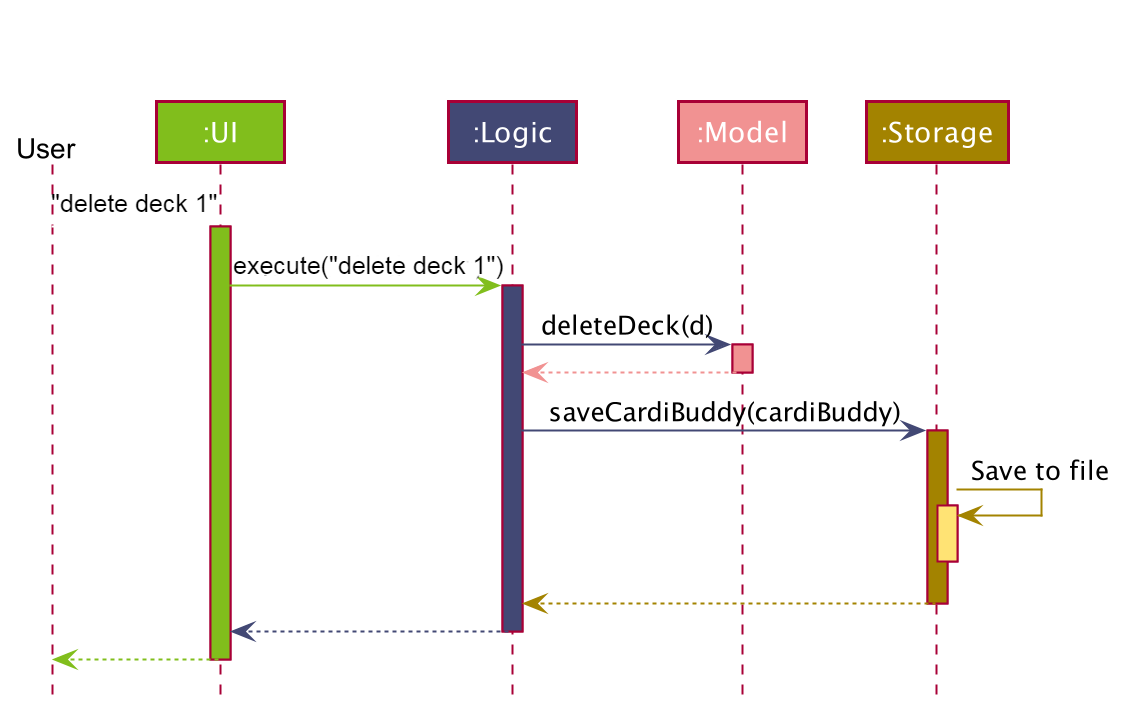 :UI
:Logic
:Model
:Storage
User
"delete deck 1"
execute("delete deck 1")
deleteDeck(d)
saveCardiBuddy(cardiBuddy)
Save to file